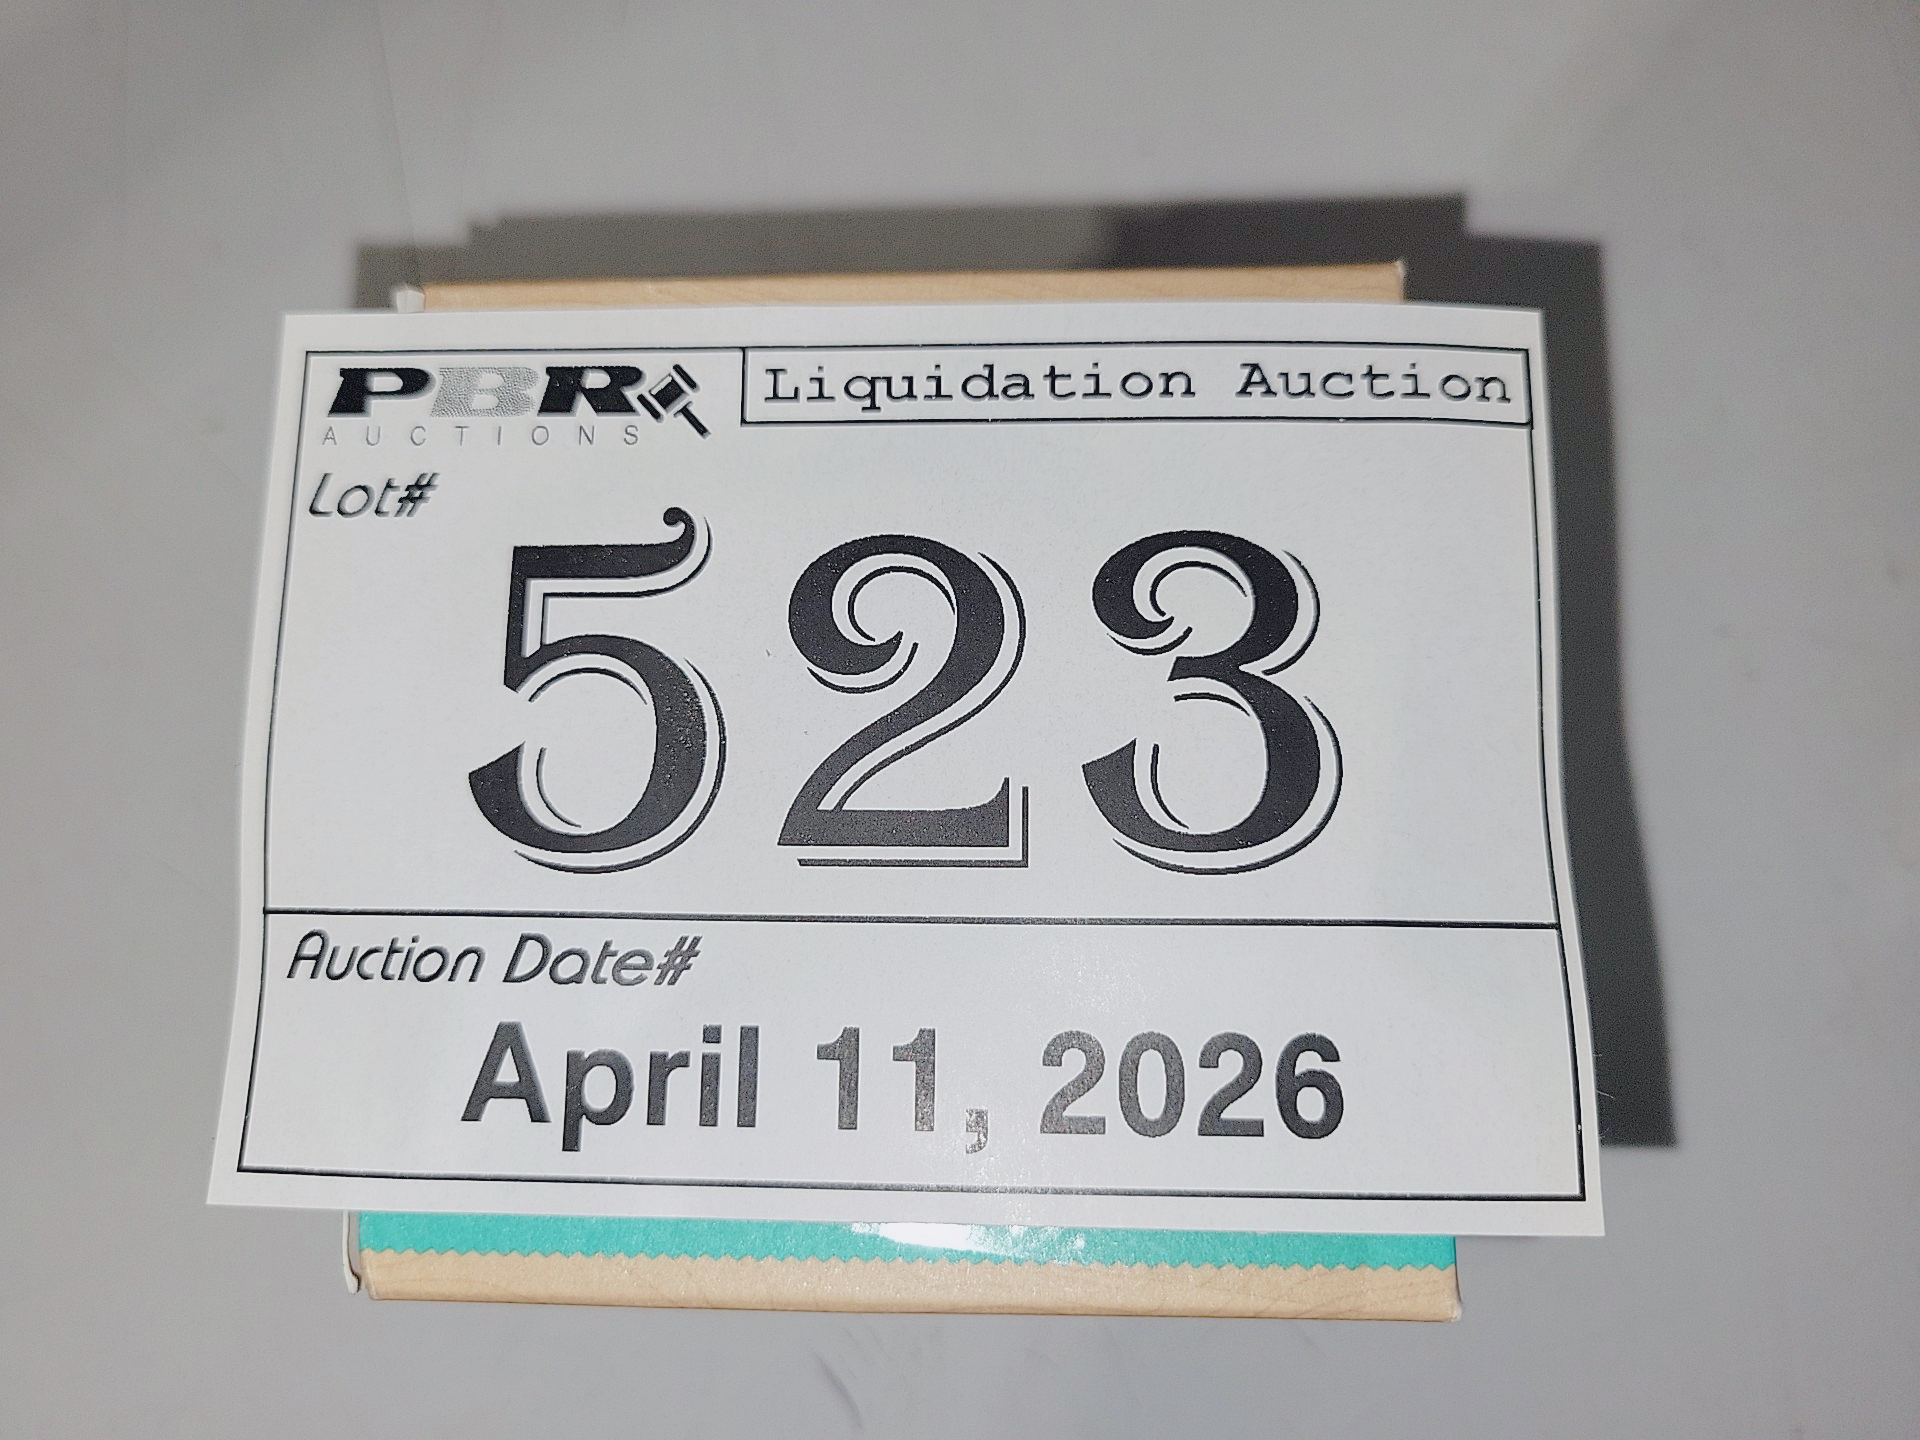 PBR
AUCTIONS
Liquidation Auction
Lot#
523
Auction Date#
April 11, 2026